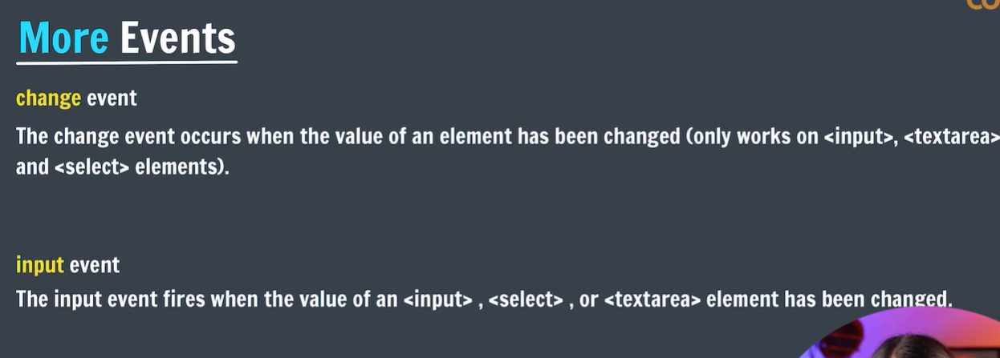 More Events
change event
The change event occurs when the value of an element has been changed (only works on <input>, <textarea>
and <select> elements).
input event
The input event fires when the value of an <input> , <select> , or <textarea> element has been changed.